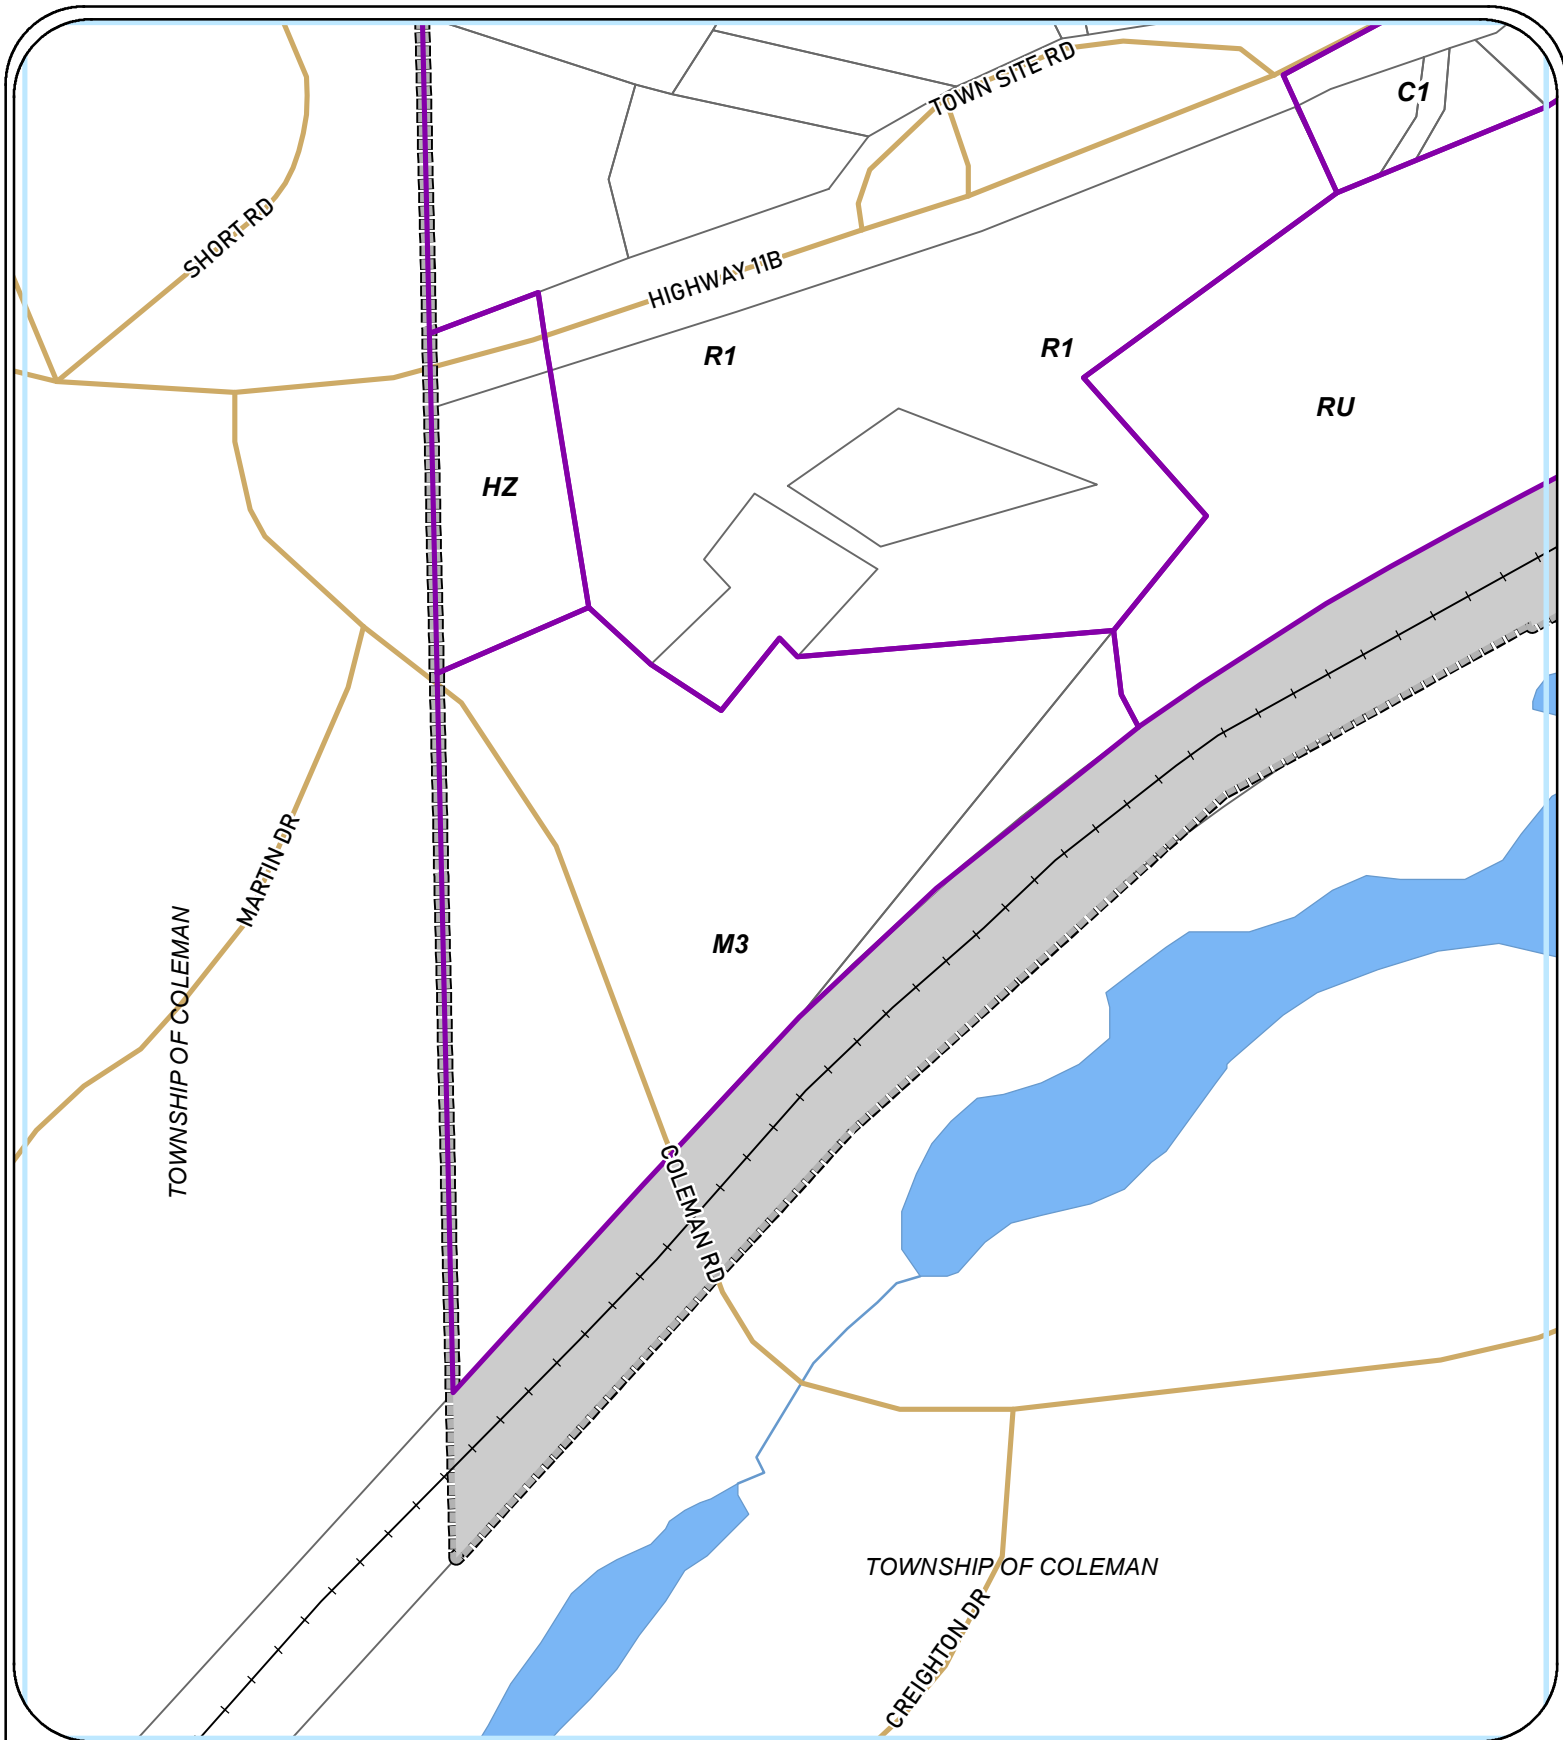 TOWN SITE RD
C1
SHORT RD
HIGHWAY 11B
R1
R1
RU
HZ
MARTIN DR
TOWNSHIP OF COLEMAN
M3
COLEMAN RD
TOWNSHIP OF COLEMAN
CREIGHTON DR